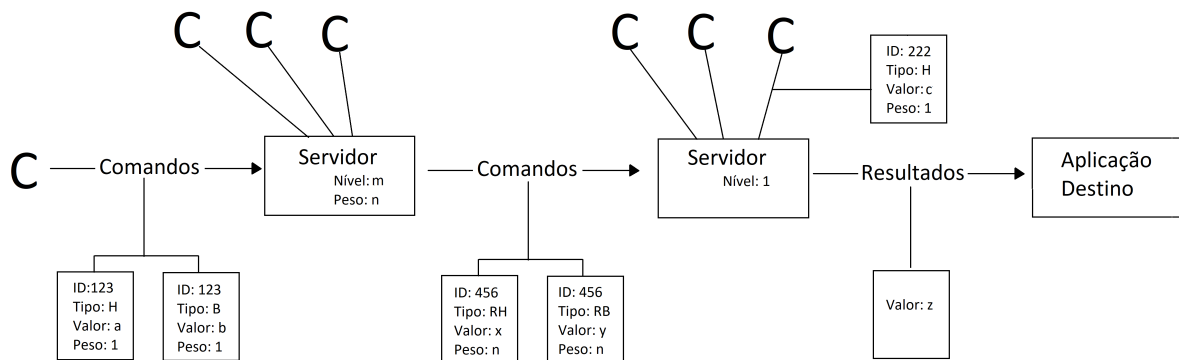 C
C
C
C
C
C
C
Comandos
Servidor
Nível: m
Peso: n
Comandos
Servidor
Nível: 1
Resultados
Aplicação
Destino
ID: 222
Tipo: H
Valor: c
Peso: 1
ID:123
Tipo: H
Valor: a
Peso: 1
ID: 123
Tipo: B
Valor: b
Peso: 1
ID: 456
Tipo: RH
Valor: x
Peso: n
ID: 456
Tipo: RB
Valor: y
Peso: n
Valor: z